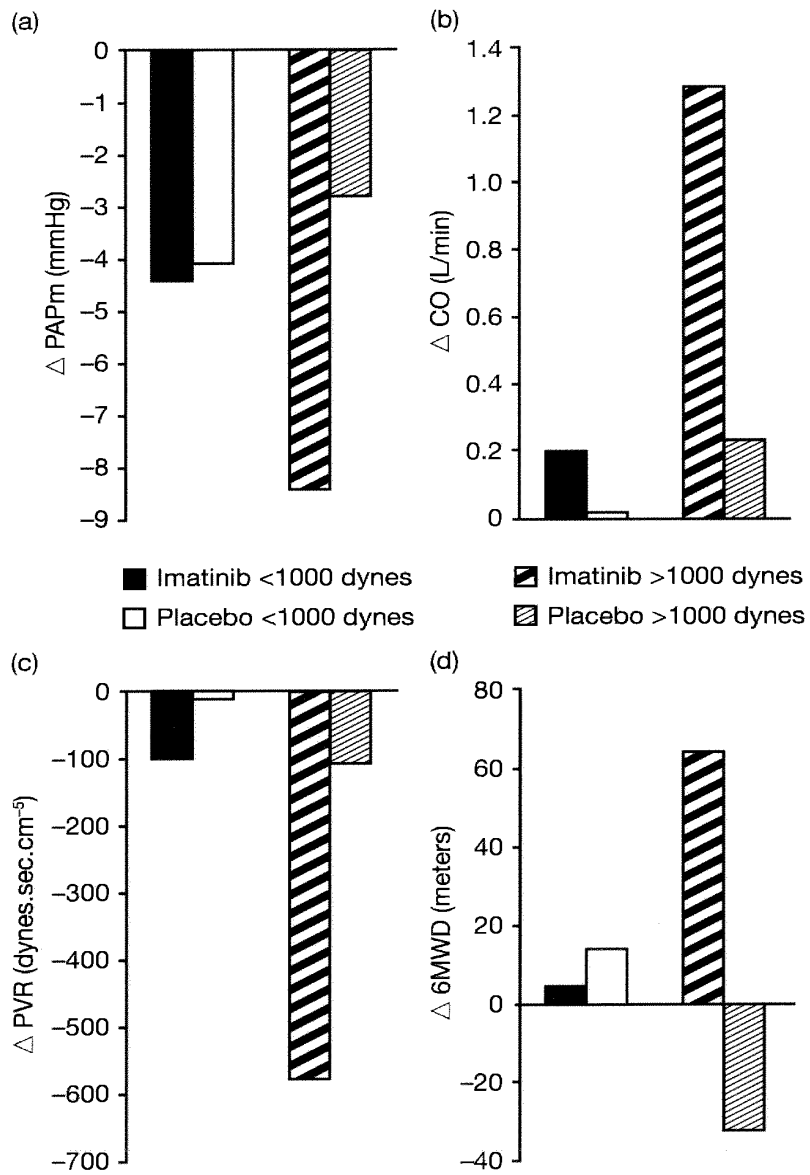 (a)
0
−1
−2
−3
−4
−5
−6
−7
−8
−9
△ PAPm (mmHg)
(b)
1.4
1.2
1.0
0.8
0.6
0.4
0.2
0
△ CO (L/min)
Imatinib <1000 dynes
Placebo <1000 dynes
Imatinib >1000 dynes
Placebo >1000 dynes
(c)
0
−100
−200
−300
−400
−500
−600
−700
△ PVR (dynes.sec.cm⁻⁵)
(d)
80
60
40
20
0
−20
−40
△ 6MWD (meters)